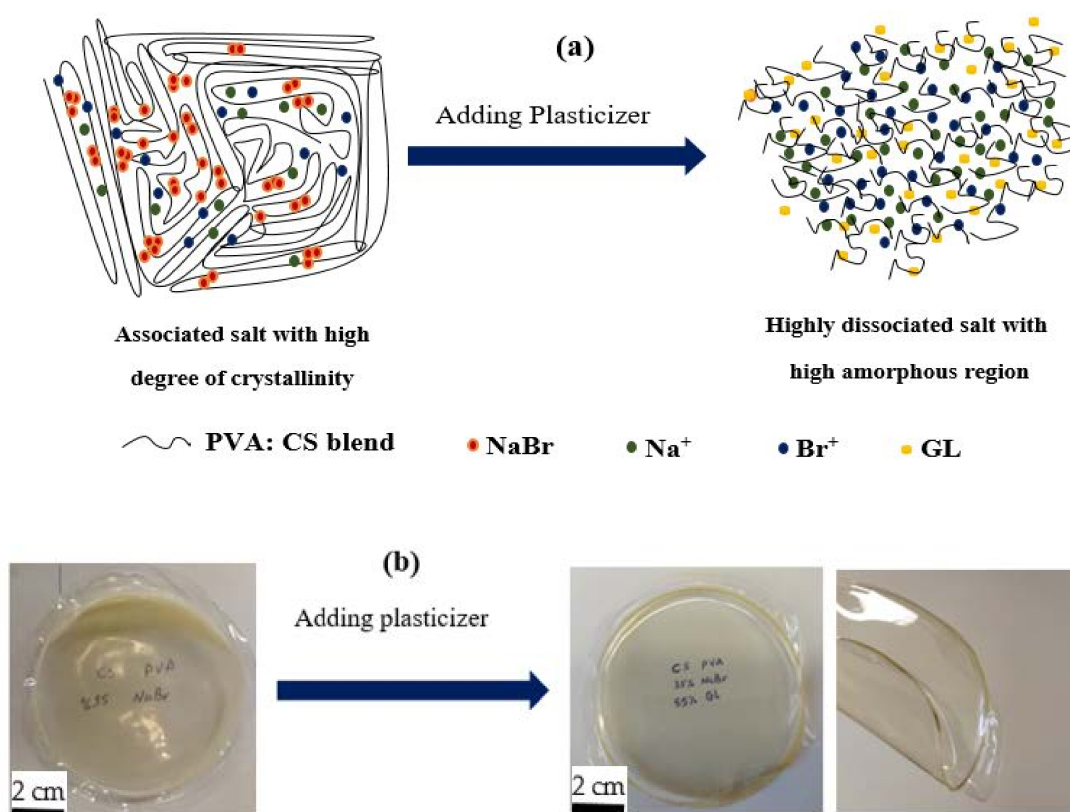 (a)
Adding Plasticizer
Associated salt with high
degree of crystallinity
Highly dissociated salt with
high amorphous region
PVA: CS blend
NaBr
Na⁺
Br⁺
GL
(b)
Adding plasticizer
CS PVA
%35 NaBr
2 cm
CS PVA
35% NaBr
55% GL
2 cm